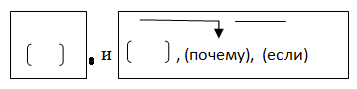 ( ) . и ( ) , (почему), (если)